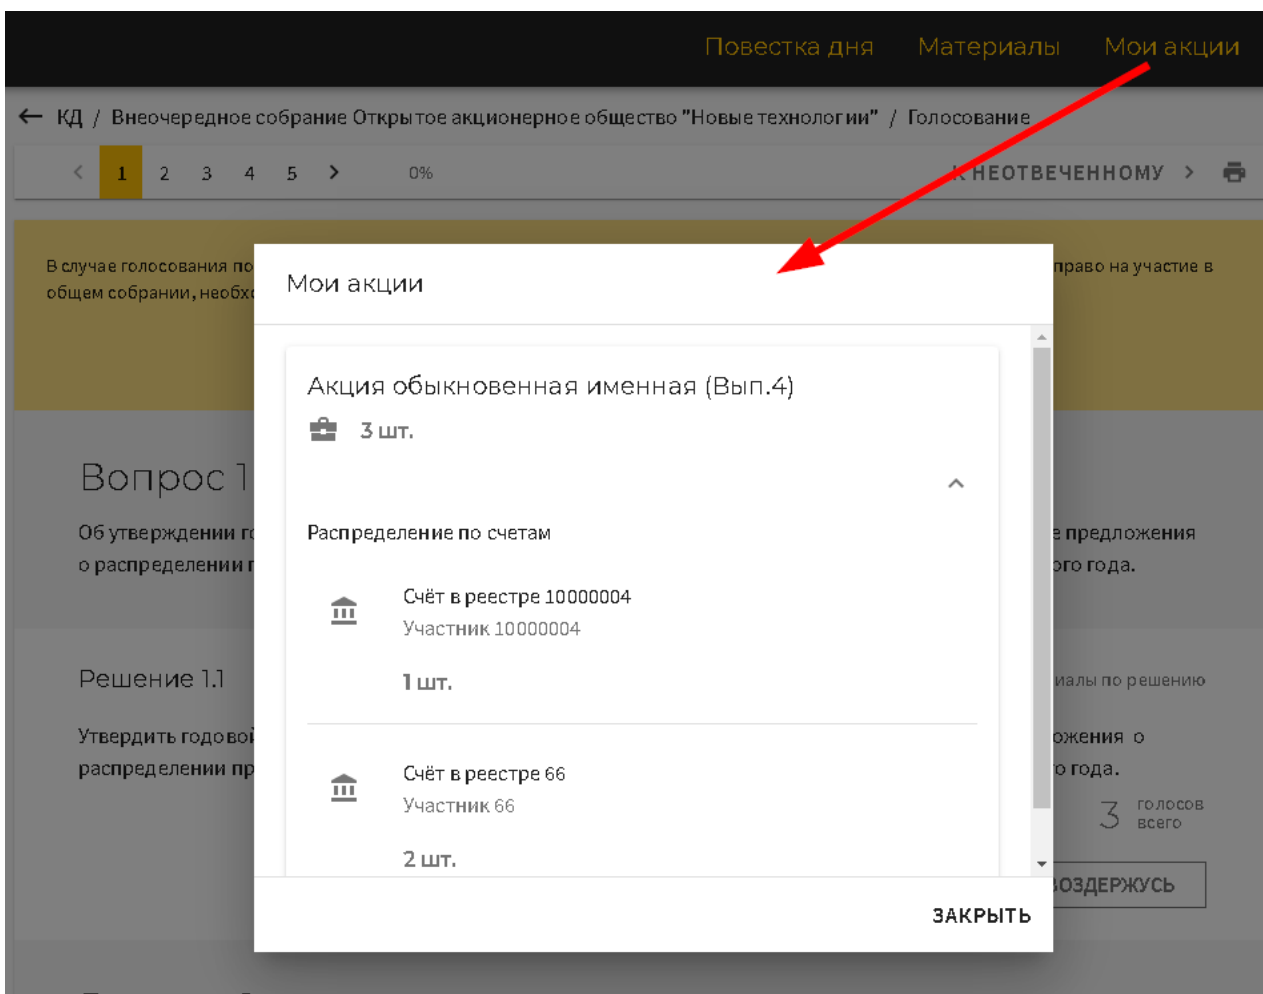 Повестка дня Материалы Мои акции
← КД / Внеочередное собрание Открытое акционерное общество "Новые технологии" / Голосование
< 1 2 3 4 5 > 0% К НЕОТВЕЧЕННОМУ >
В случае голосования по право на участие в
общем собрании, необхо
Мои акции
Акция обыкновенная именная (Вып.4)
3 шт.
Вопрос 1
Об утверждении го е предложения
о распределении п ого года.
Распределение по счетам
Счёт в реестре 10000004
Участник 10000004
1 шт.
Решение 1.1 иалы по решению
Утвердить годовой ожения о
распределении пр о года.
Счёт в реестре 66
Участник 66
2 шт.
3 голосов
всего
ВОЗДЕРЖУСЬ
ЗАКРЫТЬ